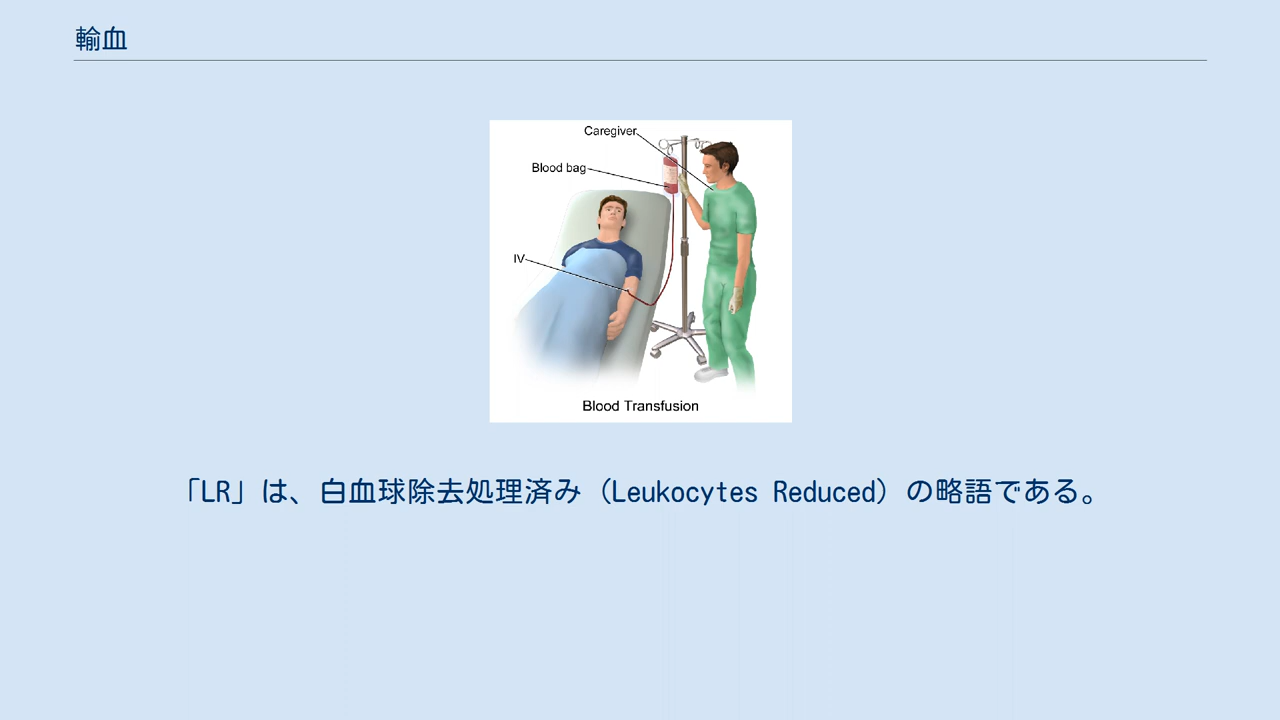 輸血
Caregiver
Blood bag
IV
Blood Transfusion
「LR」は、白血球除去処理済み（Leukocytes Reduced）の略語である。